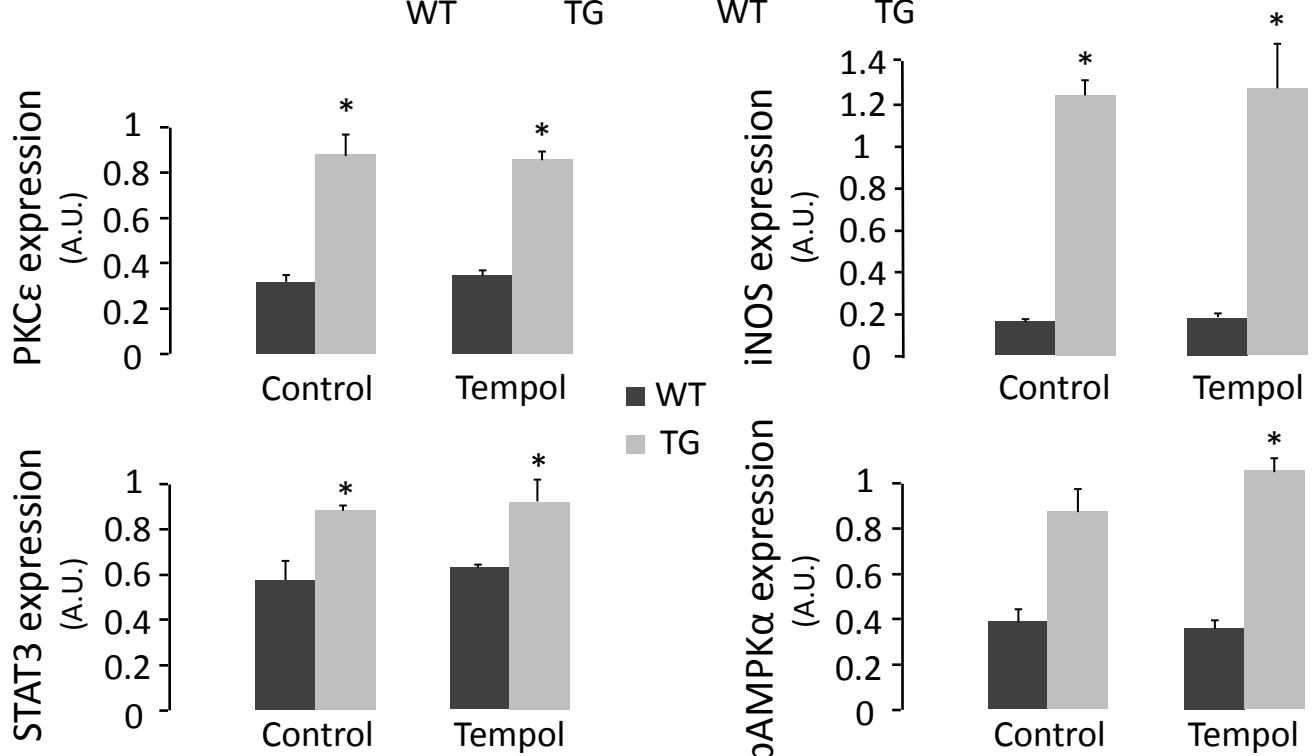 WT TG WT TG
PKCε expression
(A.U.)
1
0.8
0.6
0.4
0.2
0
*
*
Control Tempol
iNOS expression
(A.U.)
1.4
1.2
1
0.8
0.6
0.4
0.2
0
*
*
Control Tempol
WT
TG
STAT3 expression
(A.U.)
1
0.8
0.6
0.4
0.2
0
*
*
Control Tempol
pAMPKα expression
(A.U.)
1
0.8
0.6
0.4
0.2
0
*
Control Tempol